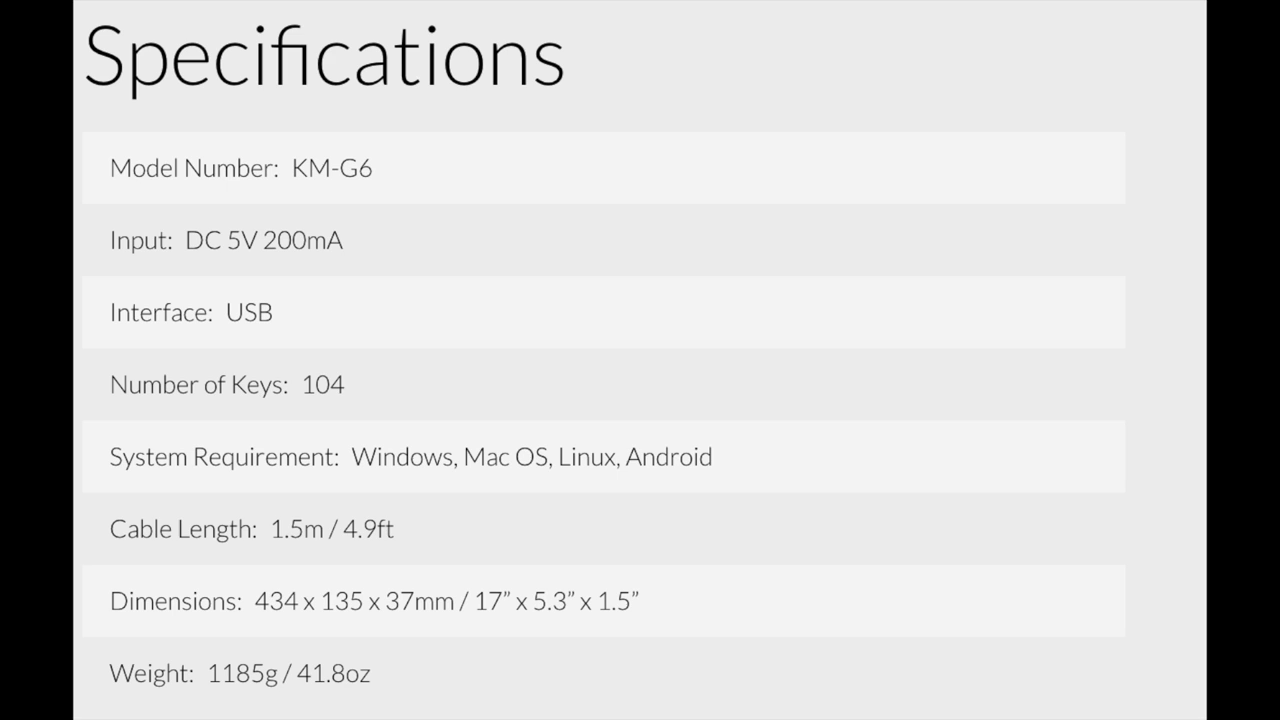 Specifications
Model Number: KM-G6
Input: DC 5V 200mA
Interface: USB
Number of Keys: 104
System Requirement: Windows, Mac OS, Linux, Android
Cable Length: 1.5m / 4.9ft
Dimensions: 434 x 135 x 37mm / 17” x 5.3” x 1.5”
Weight: 1185g / 41.8oz